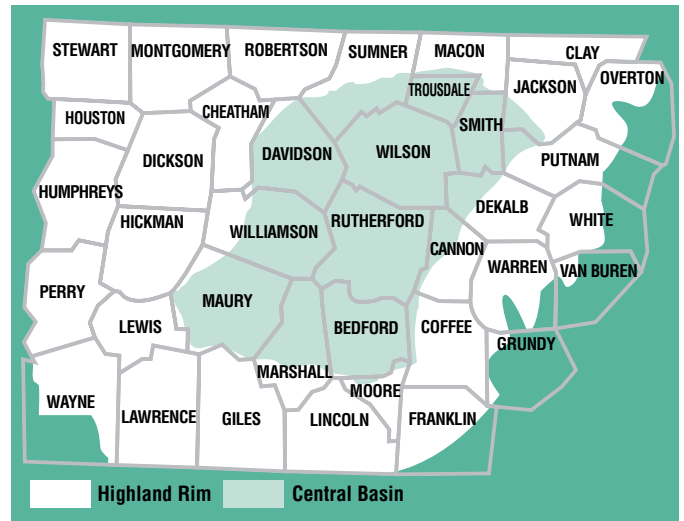 STEWART
MONTGOMERY
ROBERTSON
SUMNER
MACON
CLAY
OVERTON
JACKSON
TROUSDALE
HOUSTON
CHEATHAM
SMITH
DICKSON
DAVIDSON
WILSON
PUTNAM
HUMPHREYS
HICKMAN
WILLIAMSON
RUTHERFORD
DEKALB
WHITE
CANNON
WARREN
VAN BUREN
PERRY
MAURY
LEWIS
BEDFORD
COFFEE
GRUNDY
MARSHALL
MOORE
WAYNE
LAWRENCE
GILES
LINCOLN
FRANKLIN
Highland Rim
Central Basin